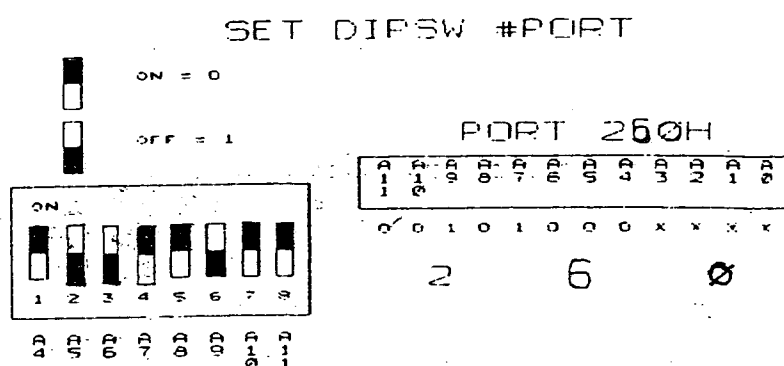 SET DIPSW #PORT
ON = 0
OFF = 1
PORT 260H
A11 A10 A9 A8 A7 A6 A5 A4 A3 A2 A1 A0
0 0 1 0 1 0 0 0 X X X X
2 6 0
ON
1 2 3 4 5 6 7 8
A4 A5 A6 A7 A8 A9 A10 A11